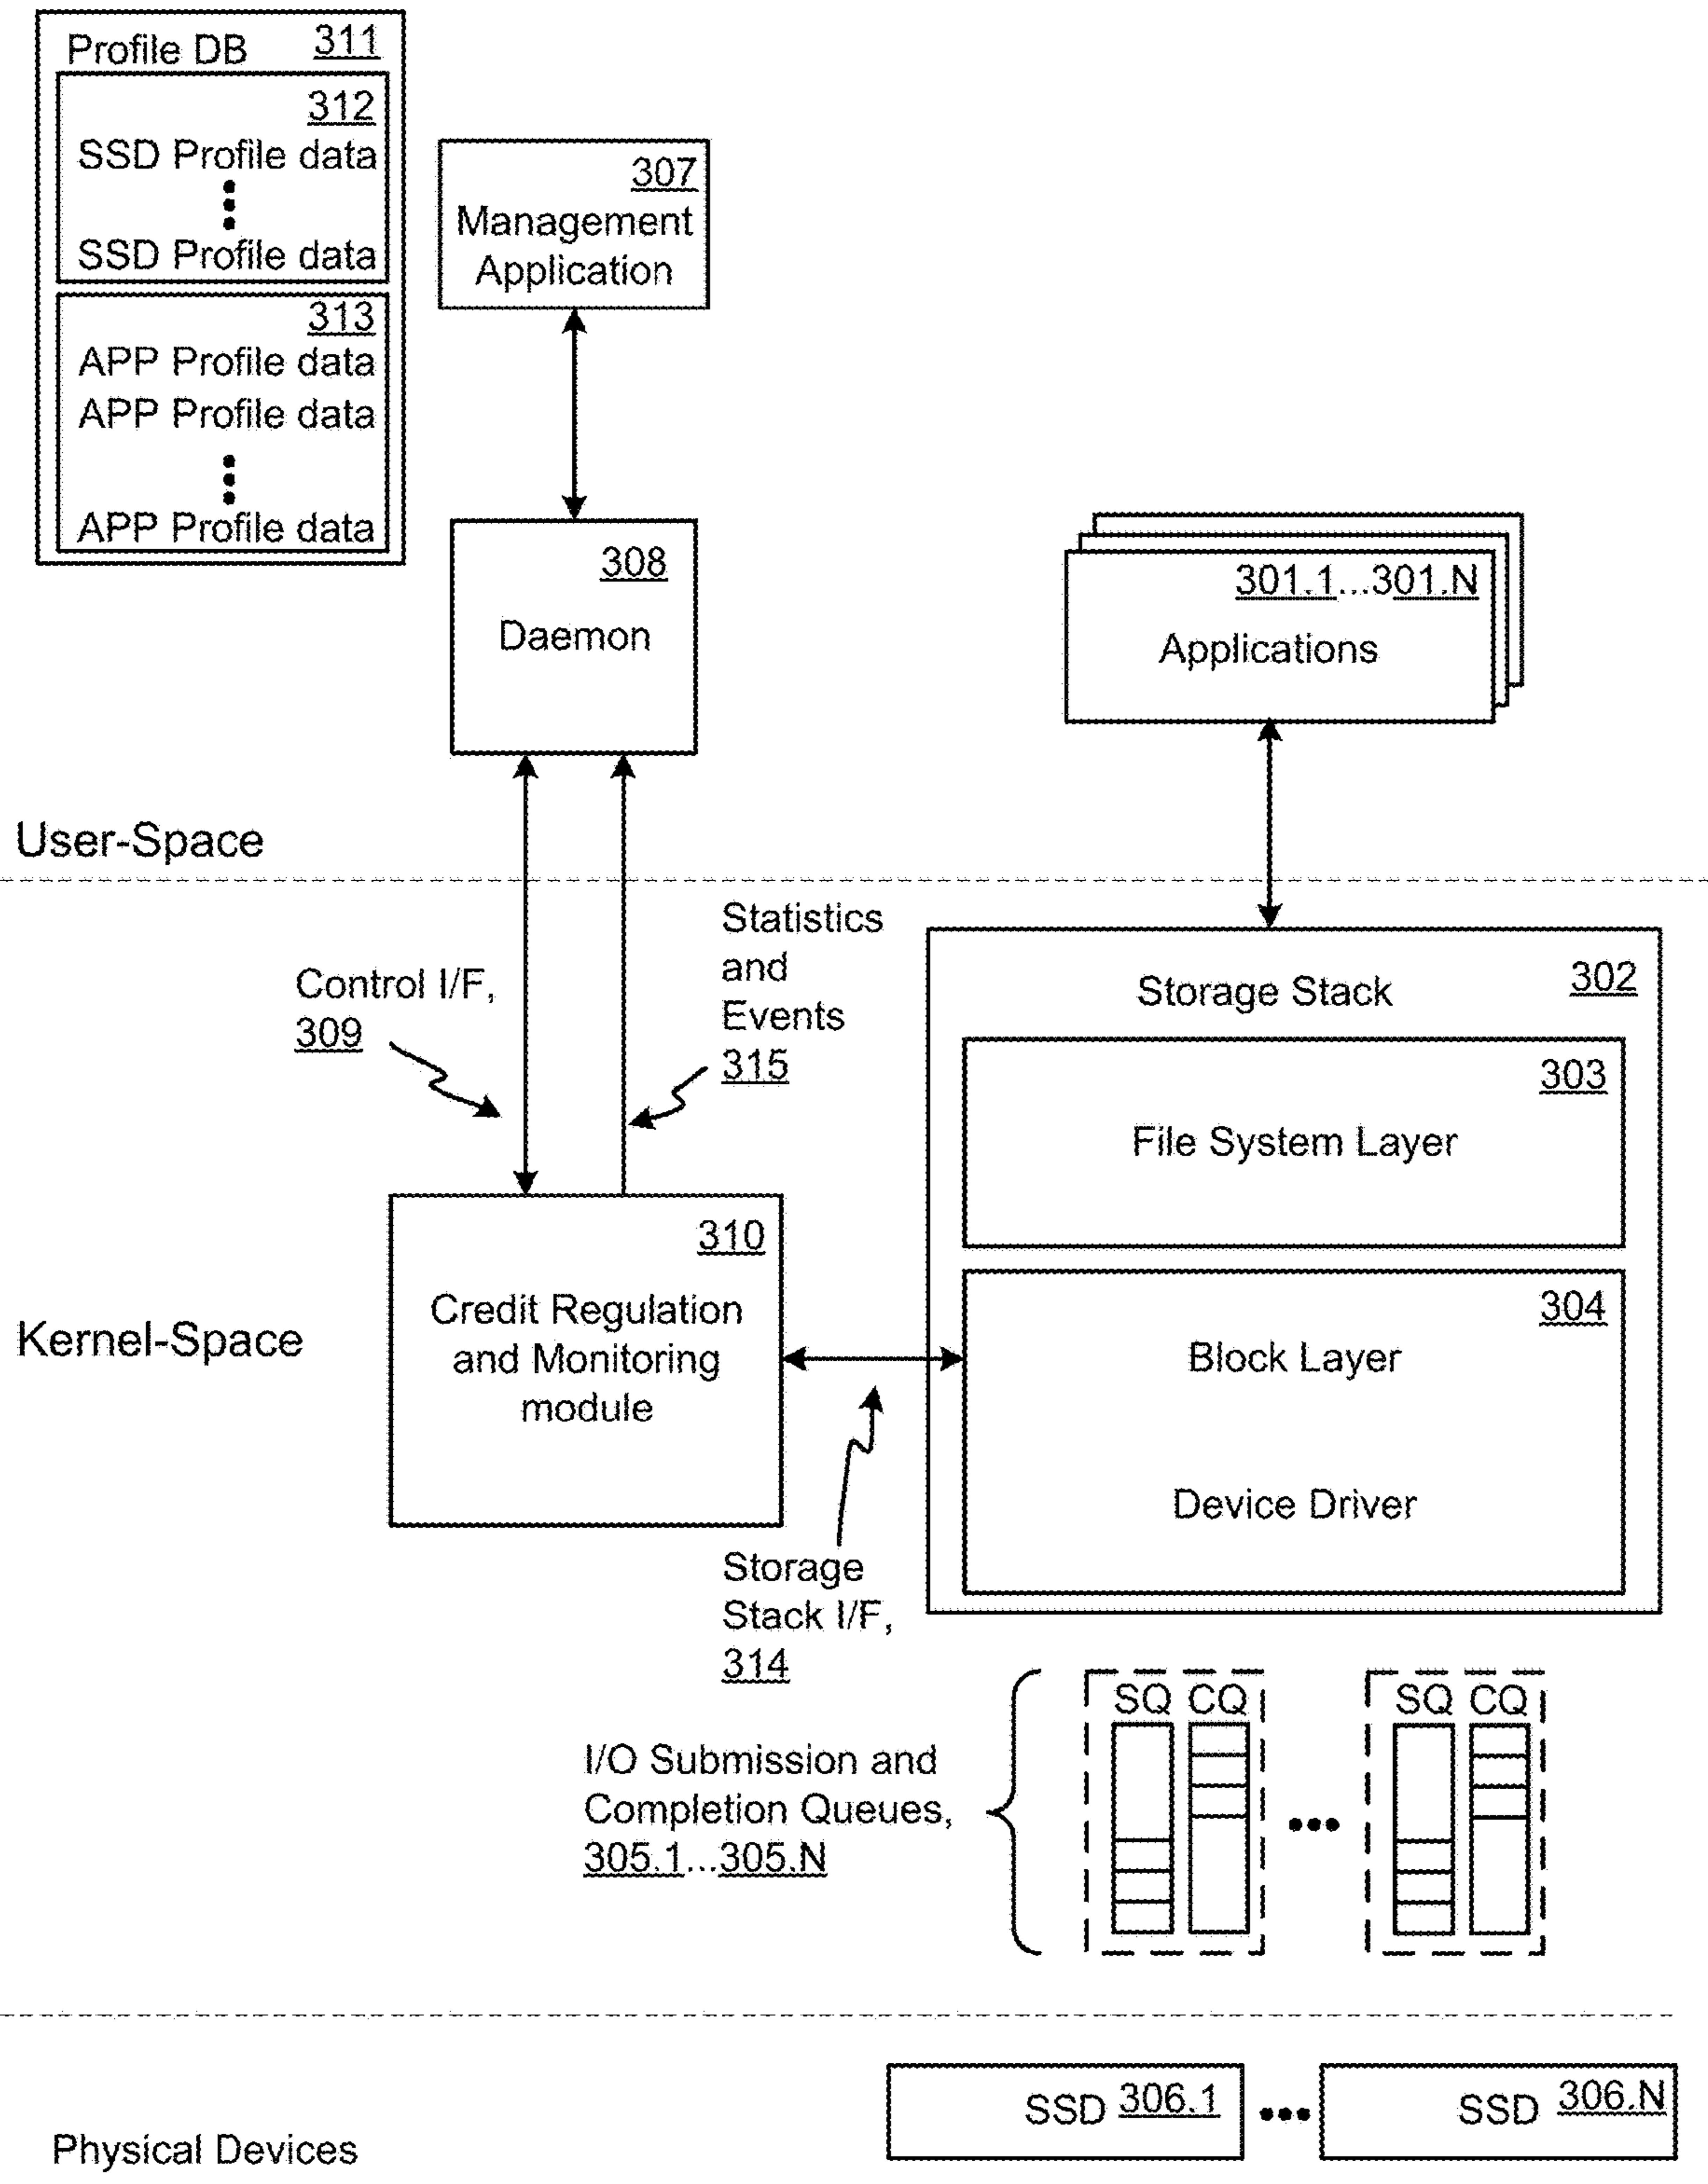 Profile DB 311
312
SSD Profile data
SSD Profile data
313
APP Profile data
APP Profile data
APP Profile data
307
Management
Application
308
Daemon
301.1...301.N
Applications
User-Space
Control I/F,
309
Statistics
and
Events
315
Storage Stack 302
303
File System Layer
Kernel-Space
310
Credit Regulation
and Monitoring
module
304
Block Layer
Device Driver
Storage
Stack I/F,
314
I/O Submission and
Completion Queues,
305.1...305.N
SQ CQ
SQ CQ
Physical Devices
SSD 306.1
SSD 306.N